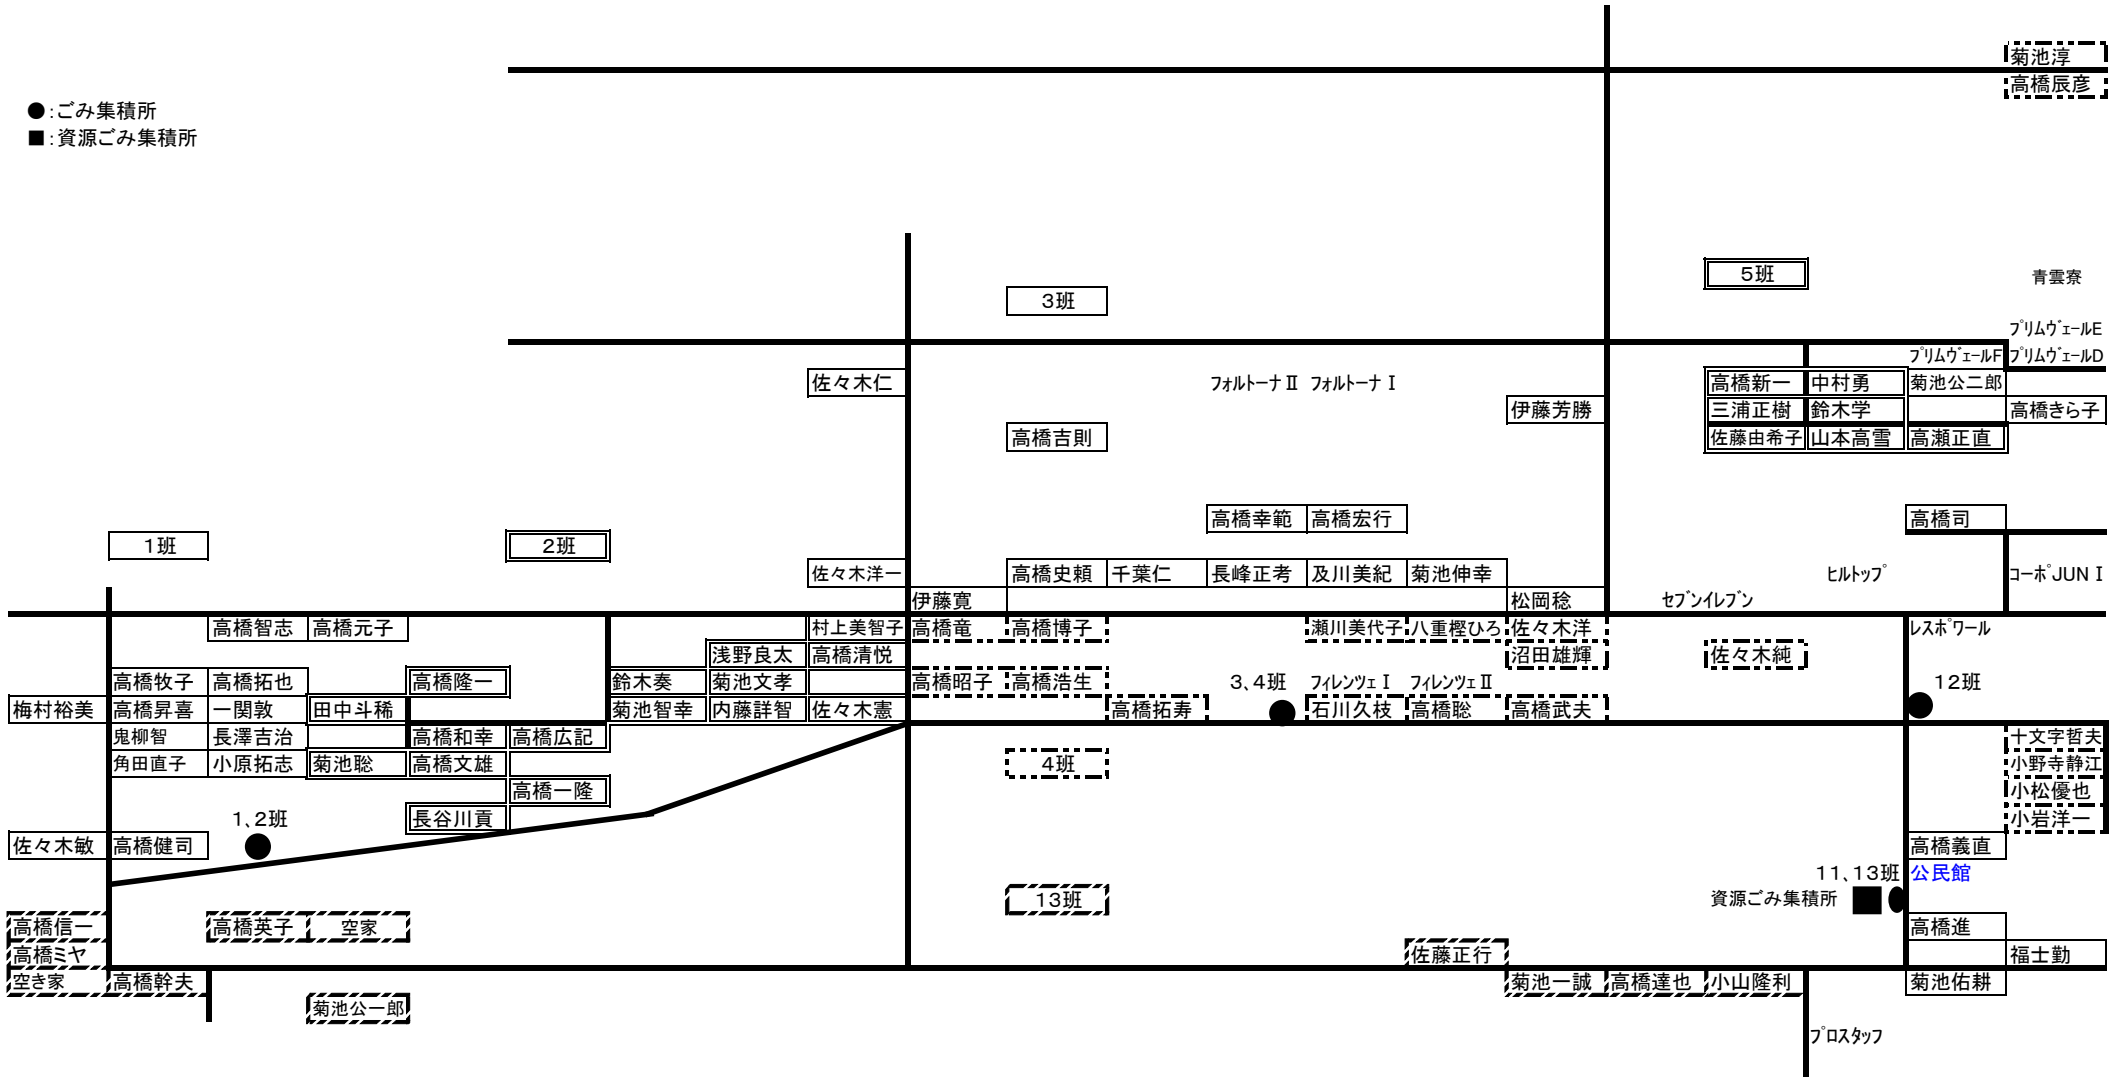 菊池淳
高橋辰彦
●:ごみ集積所
■:資源ごみ集積所
5班
青雲寮
3班
ﾌﾟﾘﾑｳﾞｪｰﾙE
ﾌﾟﾘﾑｳﾞｪｰﾙF ﾌﾟﾘﾑｳﾞｪｰﾙD
佐々木仁 フォルトーナⅡ フォルトーナⅠ 高橋新一 中村勇 菊池公二郎
伊藤芳勝 三浦正樹 鈴木学 高橋きら子
高橋吉則 佐藤由希子 山本高雪 高瀬正直
高橋幸範 高橋宏行 高橋司
1班 2班
佐々木洋一 高橋史頼 千葉仁 長峰正考 及川美紀 菊池伸幸 ﾋﾙﾄｯﾌﾟ ｺｰﾎﾟJUNⅠ
伊藤寛 松岡稔 ｾﾌﾞﾝｲﾚﾌﾞﾝ
高橋智志 高橋元子 村上美智子 高橋竜 高橋博子 瀬川美代子 八重樫ひろ 佐々木洋 ﾚｽﾎﾟﾜｰﾙ
浅野良太 高橋清悦 沼田雄輝 佐々木純
高橋牧子 高橋拓也 高橋隆一 鈴木奏 菊池文孝 高橋昭子 高橋浩生 3、4班 フィレンツェⅠ フィレンツェⅡ 12班
梅村裕美 高橋昇喜 一関敦 田中斗稀 菊池智幸 内藤詳智 佐々木憲 高橋拓寿 石川久枝 高橋聡 高橋武夫
鬼柳智 長澤吉治 高橋和幸 高橋広記 十文字哲夫
角田直子 小原拓志 菊池聡 高橋文雄 4班 小野寺静江
高橋一隆 小松優也
1、2班 長谷川貢 小岩洋一
佐々木敏 高橋健司 高橋義直
11、13班 公民館
13班 資源ごみ集積所
高橋信一 高橋英子 空家 高橋進
高橋ミヤ 佐藤正行 福士勤
空き家 高橋幹夫 菊池一誠 高橋達也 小山隆利 菊池佑耕
菊池公一郎
ﾌﾟﾛｽﾀｯﾌ